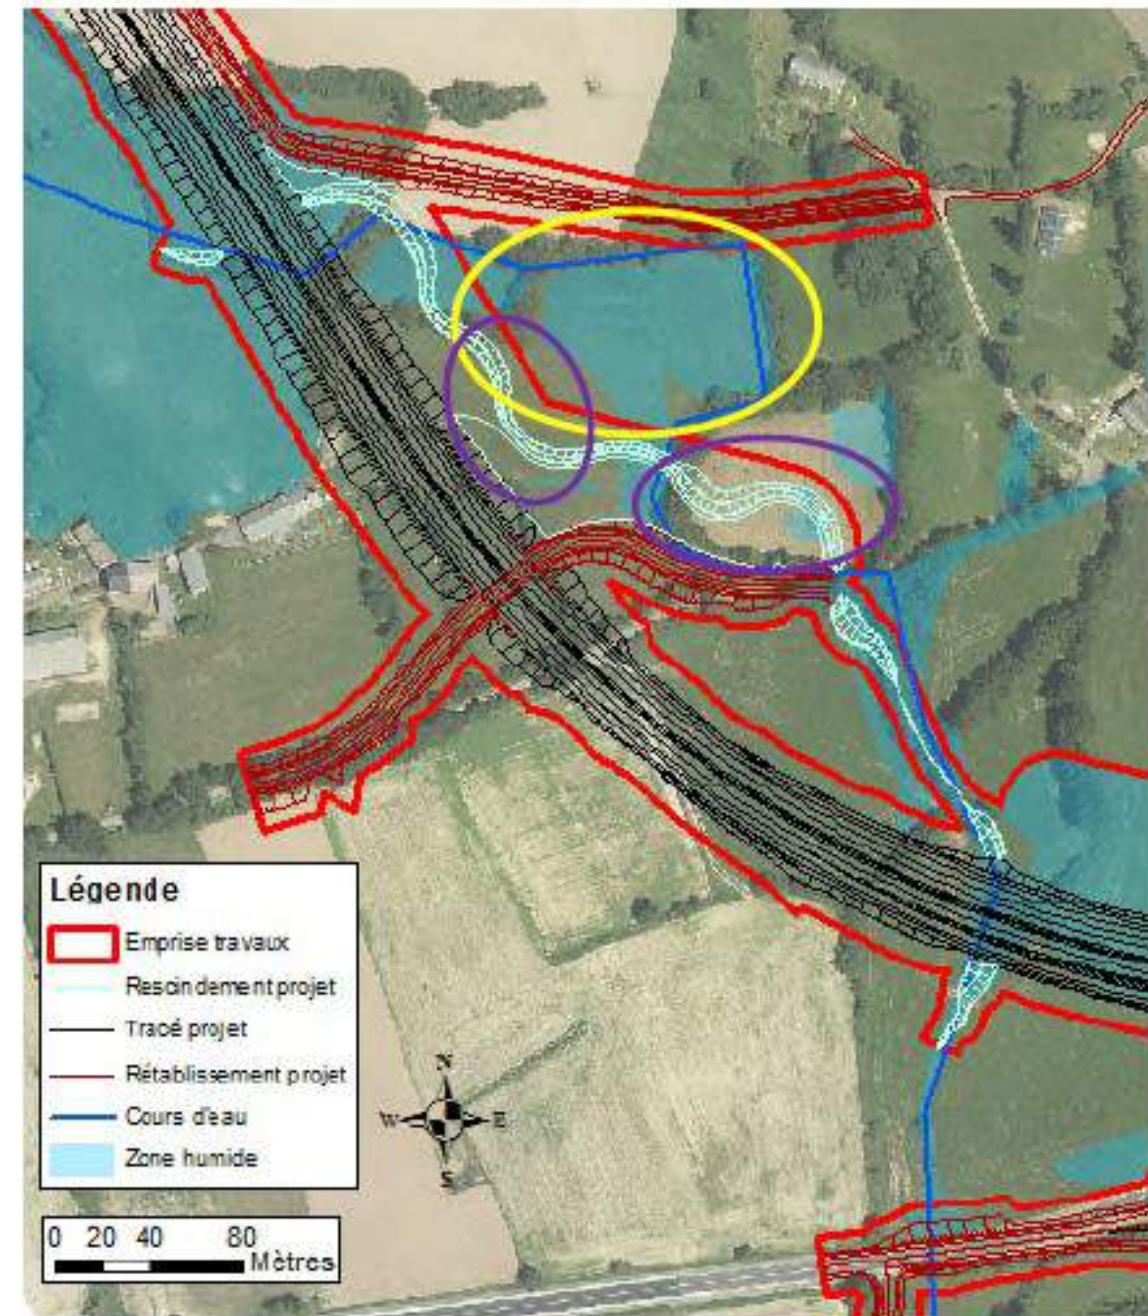 Légende
Emprise travaux
Rescindement projet
Tracé projet
Rétablissement projet
Cours d'eau
Zone humide
N
W E
S
0 20 40 80
Mètres